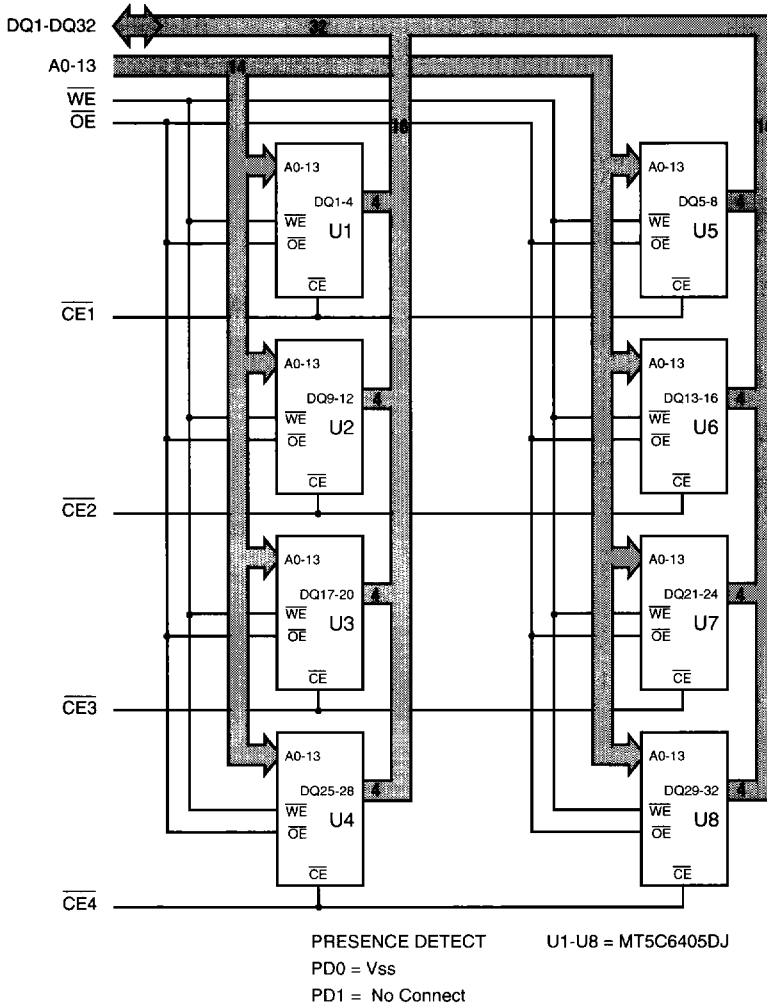 DQ1-DQ32
32
A0-13
14
WE
OE
16
A0-13
DQ1-4
WE
U1
OE
CE
A0-13
DQ5-8
WE
U5
OE
CE
CE1
4
4
A0-13
DQ9-12
WE
U2
OE
CE
A0-13
DQ13-16
WE
U6
OE
CE
CE2
4
4
A0-13
DQ17-20
WE
U3
OE
CE
A0-13
DQ21-24
WE
U7
OE
CE
CE3
4
4
A0-13
DQ25-28
WE
U4
OE
CE
A0-13
DQ29-32
WE
U8
OE
CE
CE4
4
4
PRESENCE DETECT
U1-U8 = MT5C6405DJ
PD0 = Vss
PD1 = No Connect